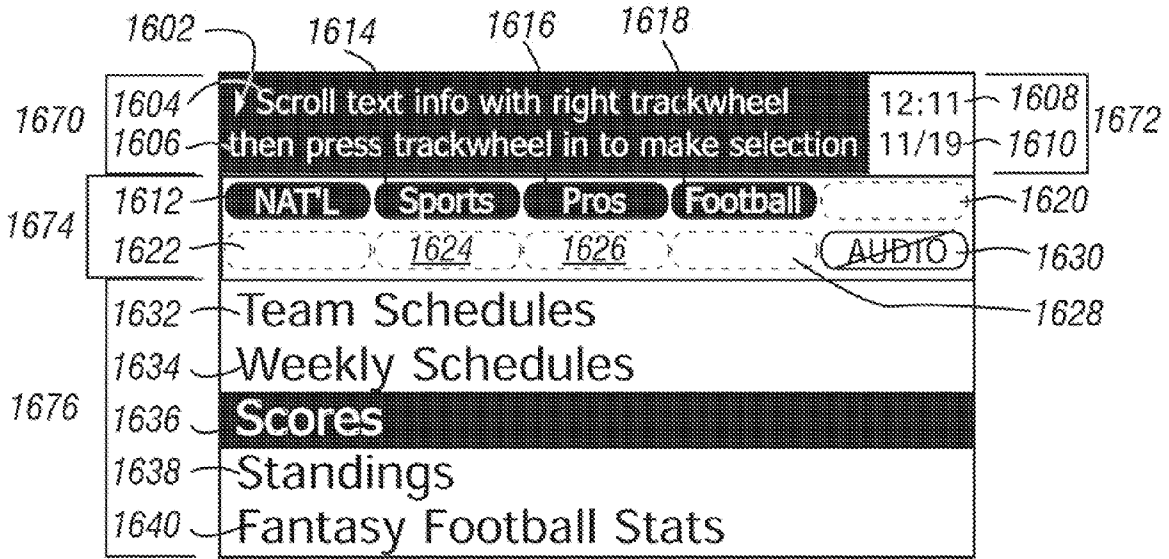 1602 1614 1616 1618
1670 1604 Scroll text info with right trackwheel 12:11 1608 1672
1606 then press trackwheel in to make selection 11/19 1610
1674 1612 NAT'L Sports Pros Football 1620
1622 1624 1626 AUDIO 1630
1628
1632 Team Schedules
1634 Weekly Schedules
1676 1636 Scores
1638 Standings
1640 Fantasy Football Stats